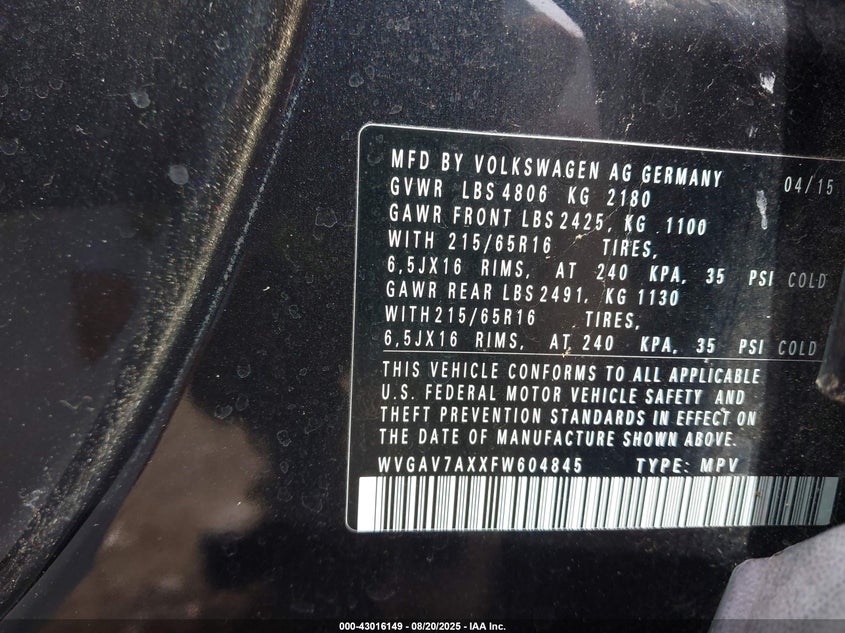 MFD BY VOLKSWAGEN AG GERMANY 04/15
GVWR LBS 4806 KG 2180
GAWR FRONT LBS 2425, KG .1100
WITH 215/65R16 TIRES,
6,5JX16 RIMS, AT 240 KPA, 35 PSI COLD
GAWR REAR LBS 2491, KG 1130
WITH 215/65R16 TIRES,
6,5JX16 RIMS, AT 240 KPA, 35 PSI COLD
THIS VEHICLE CONFORMS TO ALL APPLICABLE
U.S. FEDERAL MOTOR VEHICLE SAFETY AND
THEFT PREVENTION STANDARDS IN EFFECT ON
THE DATE OF MANUFACTURE SHOWN ABOVE.
WVGAV7AXXFW604845 TYPE: MPV
000-43016149 - 08/20/2025 - IAA Inc.